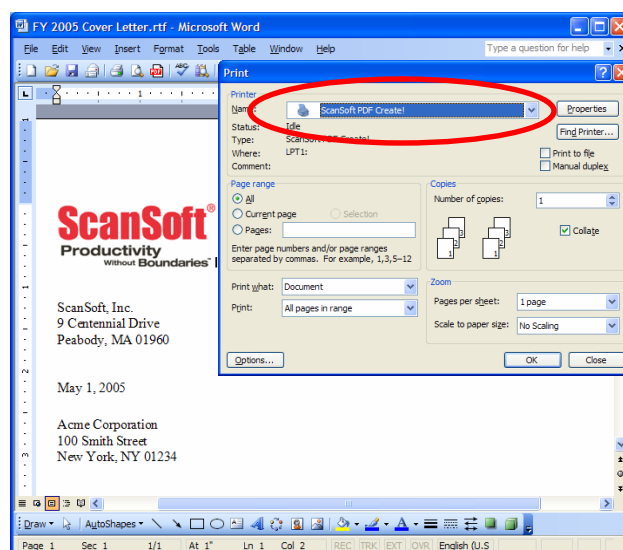 FY 2005 Cover Letter.rtf - Microsoft Word
File Edit View Insert Format Tools Table Window Help Type a question for help
Print
Printer
Name: ScanSoft PDF Create! Properties
Status: Idle Find Printer...
Type: ScanSoft PDF Create!
Where: LPT1: Print to file
Comment: Manual duplex
Page range
All
Current page Selection
Pages:
Enter page numbers and/or page ranges
separated by commas. For example, 1,3,5–12
Copies
Number of copies: 1
Collate
Print what: Document
Print: All pages in range
Zoom
Pages per sheet: 1 page
Scale to paper size: No Scaling
Options... OK Close
ScanSoft®
Productivity
Without Boundaries™
ScanSoft, Inc.
9 Centennial Drive
Peabody, MA 01960
May 1, 2005
Acme Corporation
100 Smith Street
New York, NY 01234
Draw AutoShapes
Page 1 Sec 1 1/1 At 1" Ln 1 Col 2 REC TRK EXT OVR English (U.S